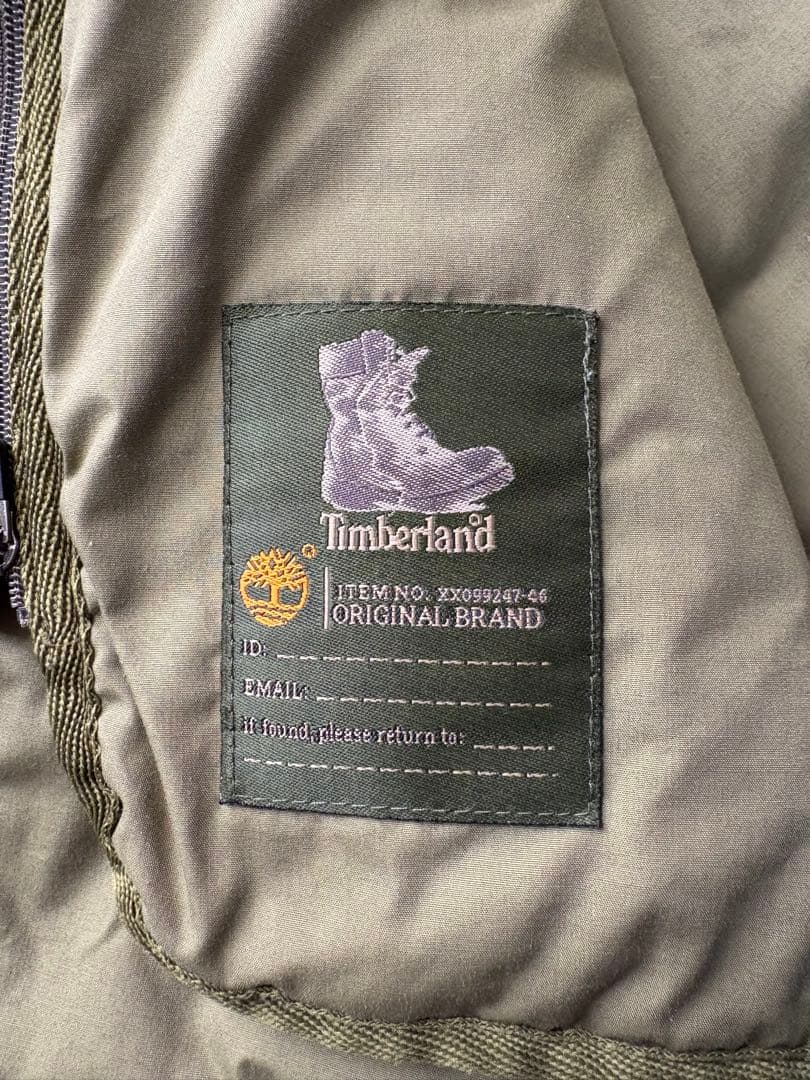 Timberland
ITEM NO. XX099247-46
ORIGINAL BRAND
ID:
EMAIL:
if found, please return to: